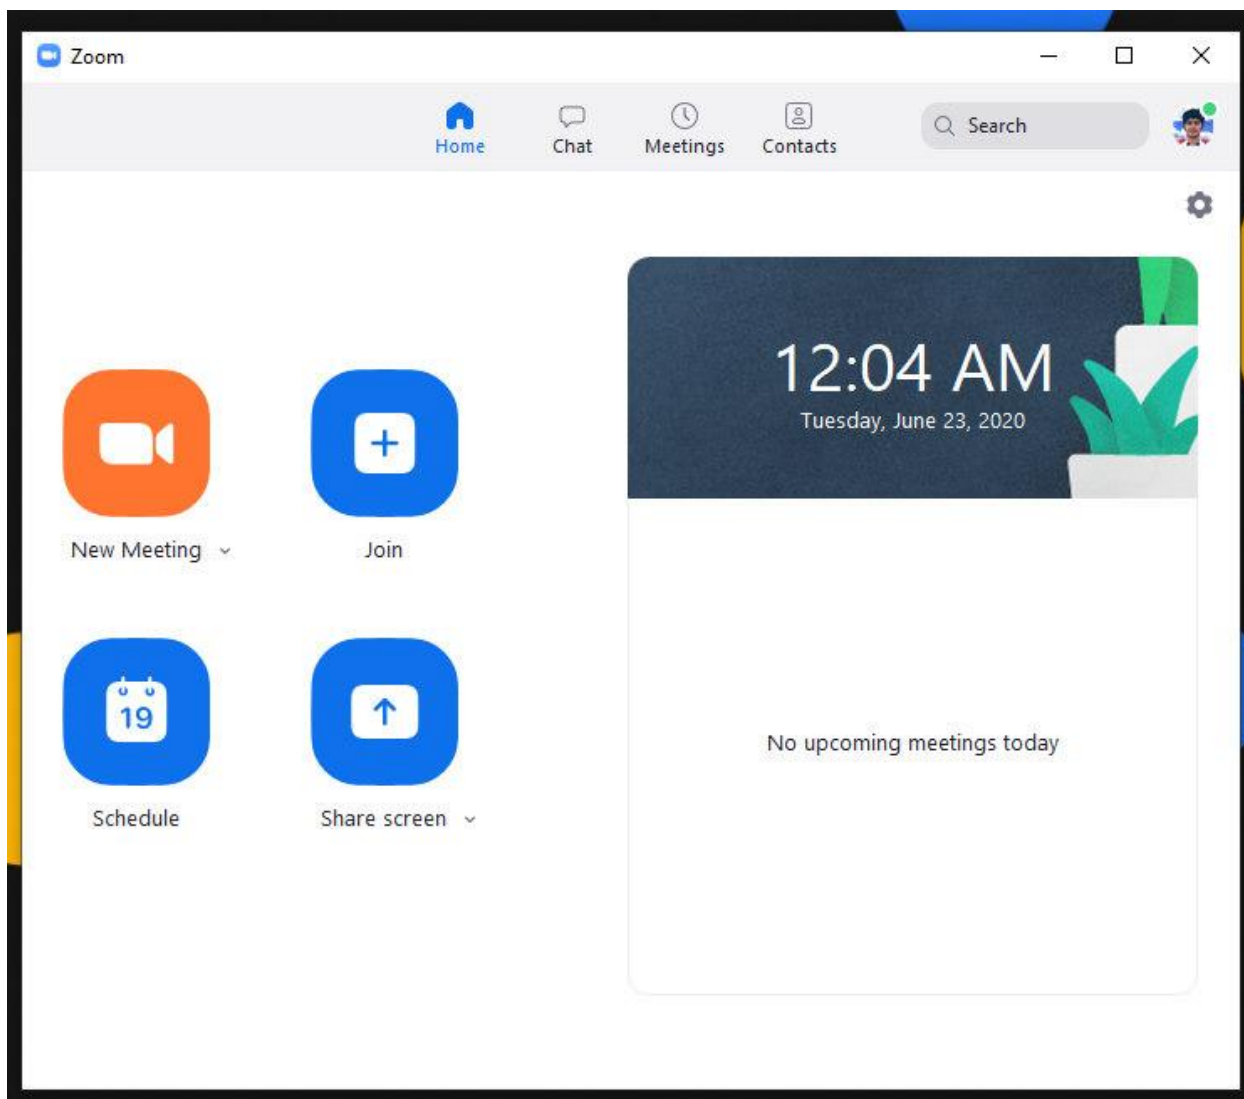 Zoom
Home Chat Meetings Contacts Search
12:04 AM
Tuesday, June 23, 2020
New Meeting Join
19
Schedule Share screen
No upcoming meetings today